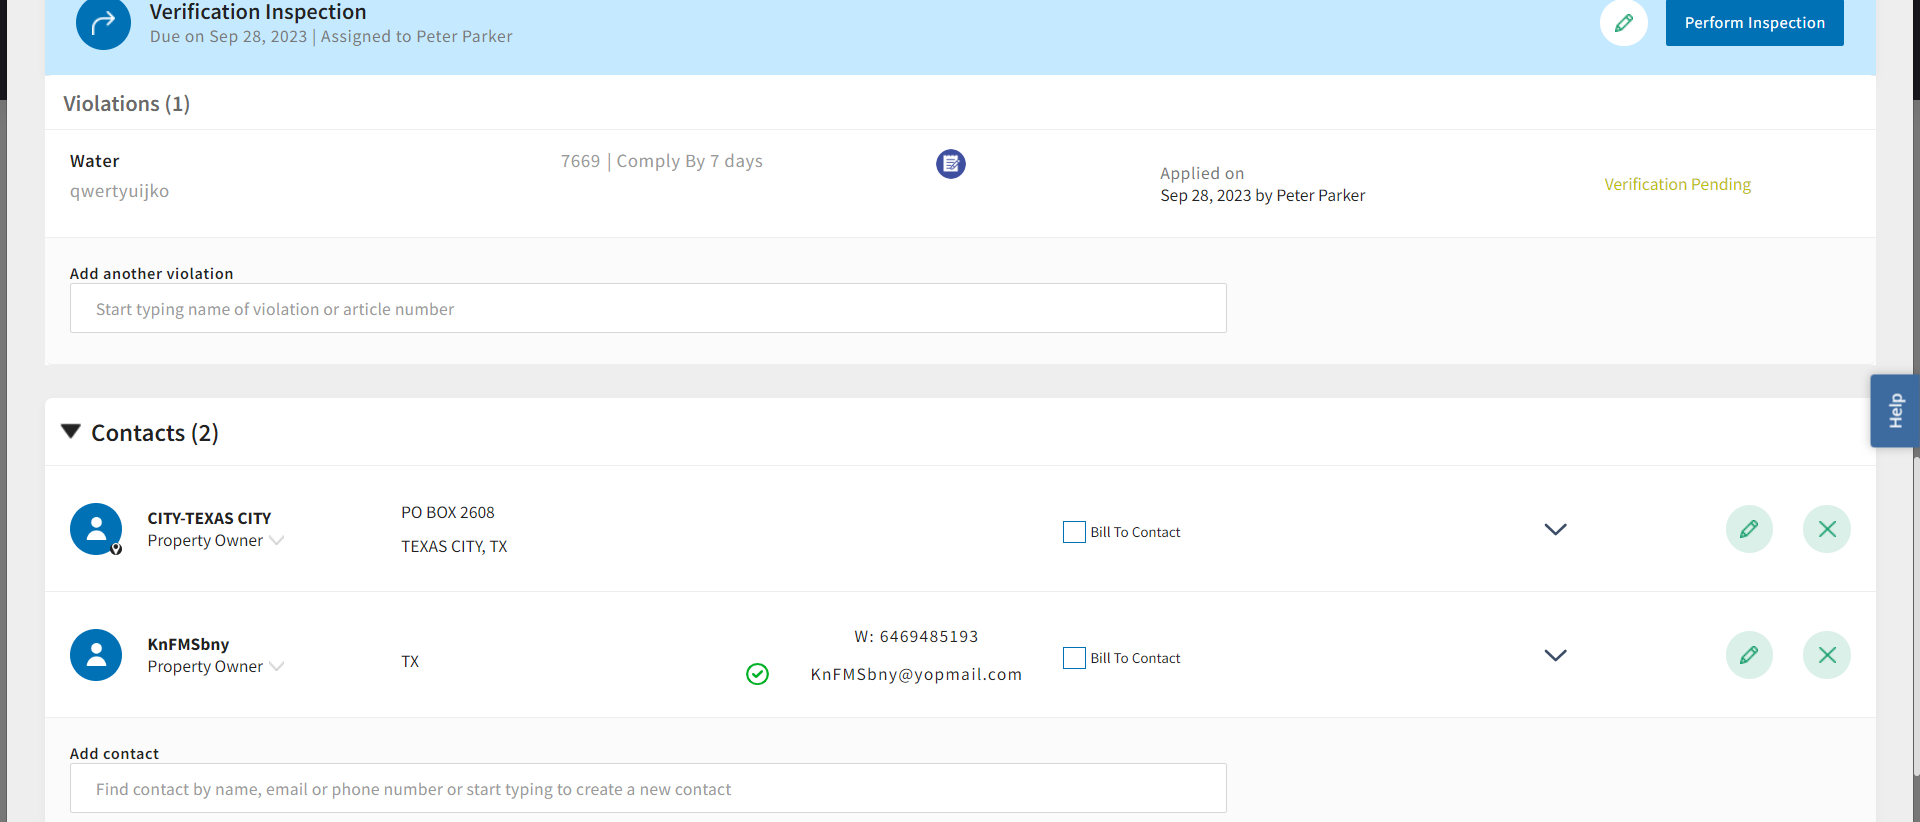 Verification Inspection
Due on Sep 28, 2023 | Assigned to Peter Parker
Perform Inspection
Violations (1)
Water
qwertyuijko
7669 | Comply By 7 days
Applied on
Sep 28, 2023 by Peter Parker
Verification Pending
Add another violation
Start typing name of violation or article number
Help
Contacts (2)
CITY-TEXAS CITY
Property Owner
PO BOX 2608
TEXAS CITY, TX
Bill To Contact
KnFMSbny
Property Owner
TX
W: 6469485193
KnFMSbny@yopmail.com
Bill To Contact
Add contact
Find contact by name, email or phone number or start typing to create a new contact